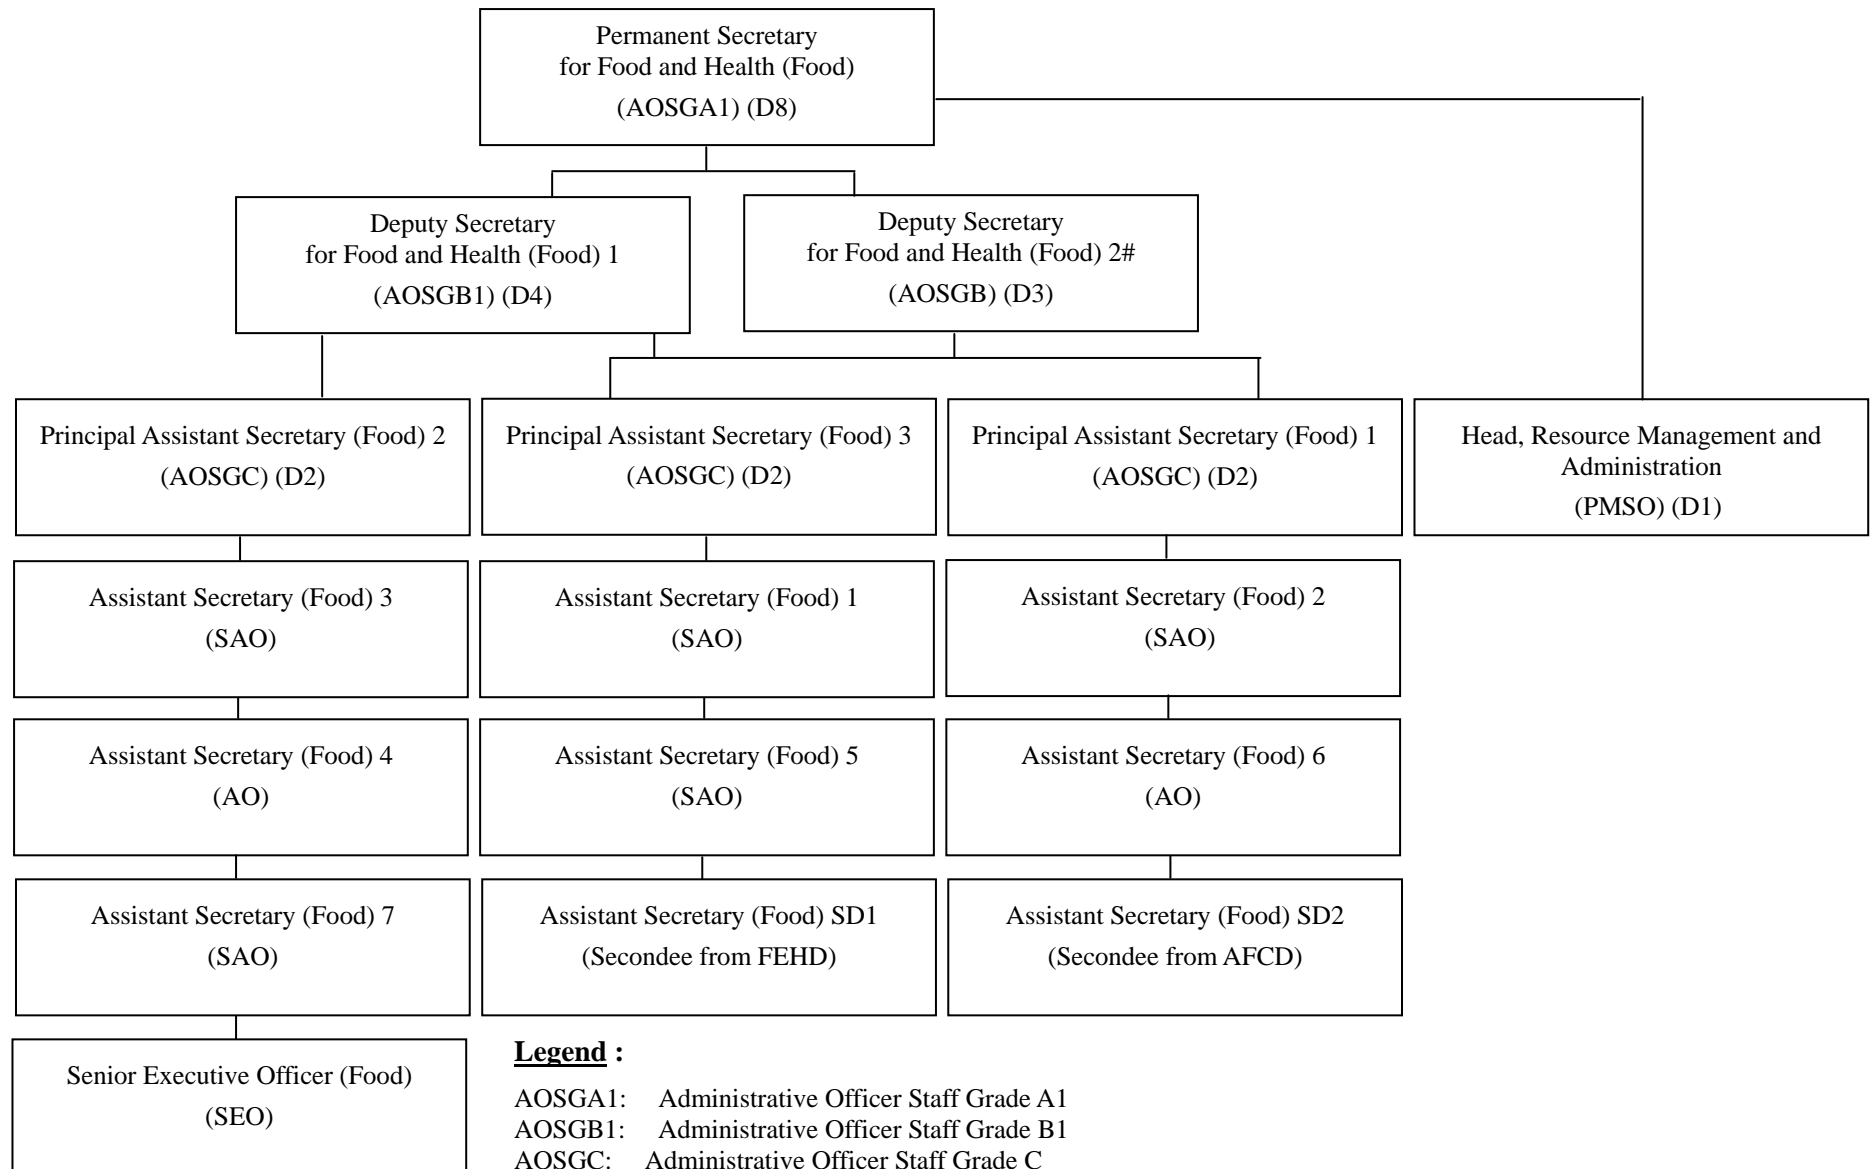 Permanent Secretary
for Food and Health (Food)
(AOSGA1) (D8)
Deputy Secretary
for Food and Health (Food) 1
(AOSGB1) (D4)
Deputy Secretary
for Food and Health (Food) 2#
(AOSGB) (D3)
Principal Assistant Secretary (Food) 2
(AOSGC) (D2)
Principal Assistant Secretary (Food) 3
(AOSGC) (D2)
Principal Assistant Secretary (Food) 1
(AOSGC) (D2)
Head, Resource Management and
Administration
(PMSO) (D1)
Assistant Secretary (Food) 3
(SAO)
Assistant Secretary (Food) 1
(SAO)
Assistant Secretary (Food) 2
(SAO)
Assistant Secretary (Food) 4
(AO)
Assistant Secretary (Food) 5
(SAO)
Assistant Secretary (Food) 6
(AO)
Assistant Secretary (Food) 7
(SAO)
Assistant Secretary (Food) SD1
(Secondee from FEHD)
Assistant Secretary (Food) SD2
(Secondee from AFCD)
Senior Executive Officer (Food)
(SEO)
Legend :
AOSGA1: Administrative Officer Staff Grade A1
AOSGB1: Administrative Officer Staff Grade B1
AOSGC: Administrative Officer Staff Grade C